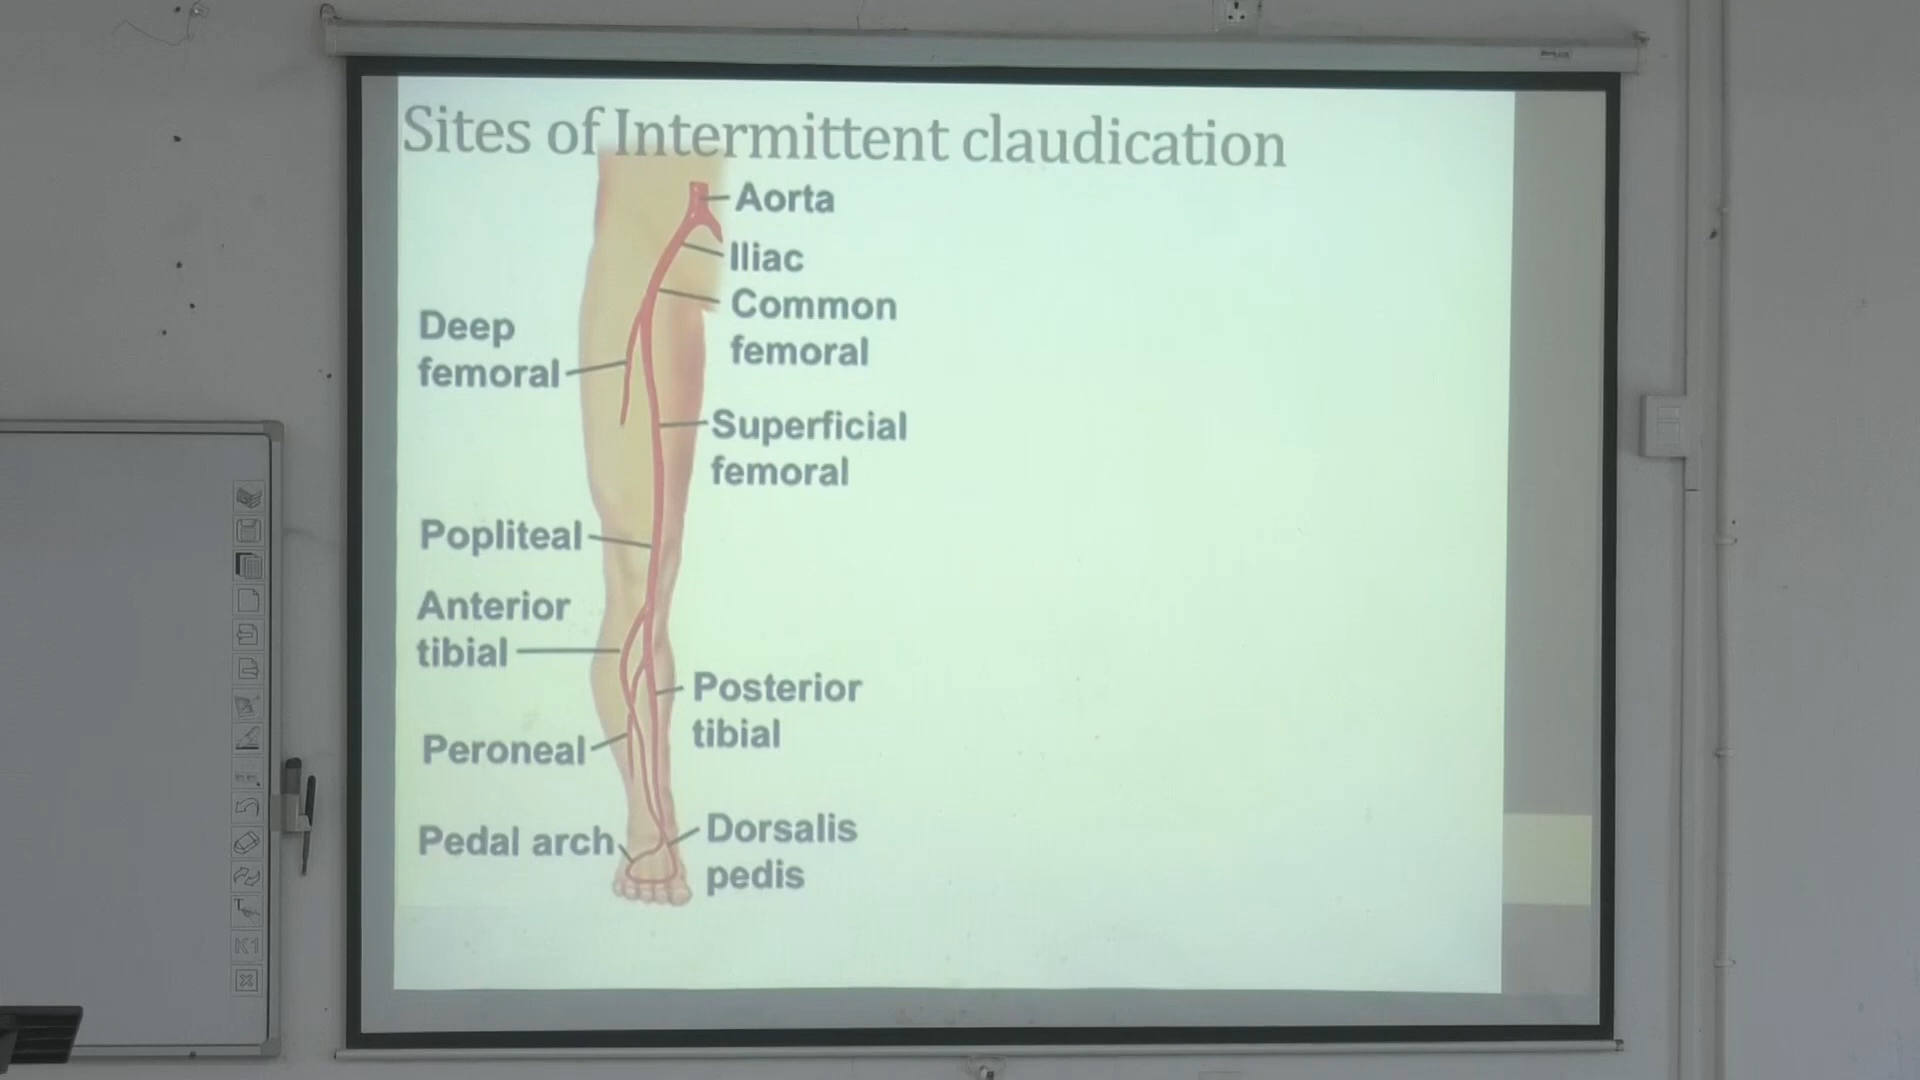 Sites of Intermittent claudication
Aorta
Iliac
Common
femoral
Deep
femoral
Superficial
femoral
Popliteal
Anterior
tibial
Posterior
tibial
Peroneal
Pedal arch
Dorsalis
pedis
K1